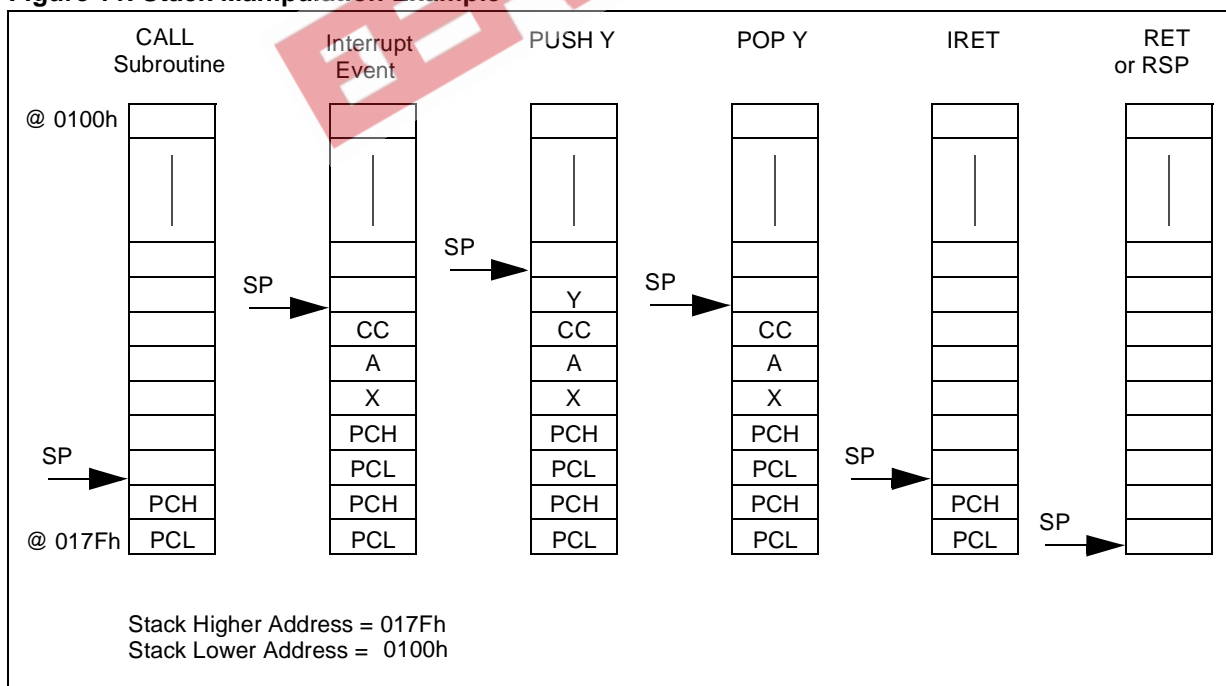 CALL
Subroutine
Interrupt
Event
PUSH Y
POP Y
IRET
RET
or RSP
@ 0100h
SP
PCH
PCL
@ 017Fh
SP
CC
A
X
PCH
PCL
PCH
PCL
SP
Y
CC
A
X
PCH
PCL
PCH
PCL
SP
CC
A
X
PCH
PCL
PCH
PCL
SP
PCH
PCL
SP
Stack Higher Address = 017Fh
Stack Lower Address = 0100h